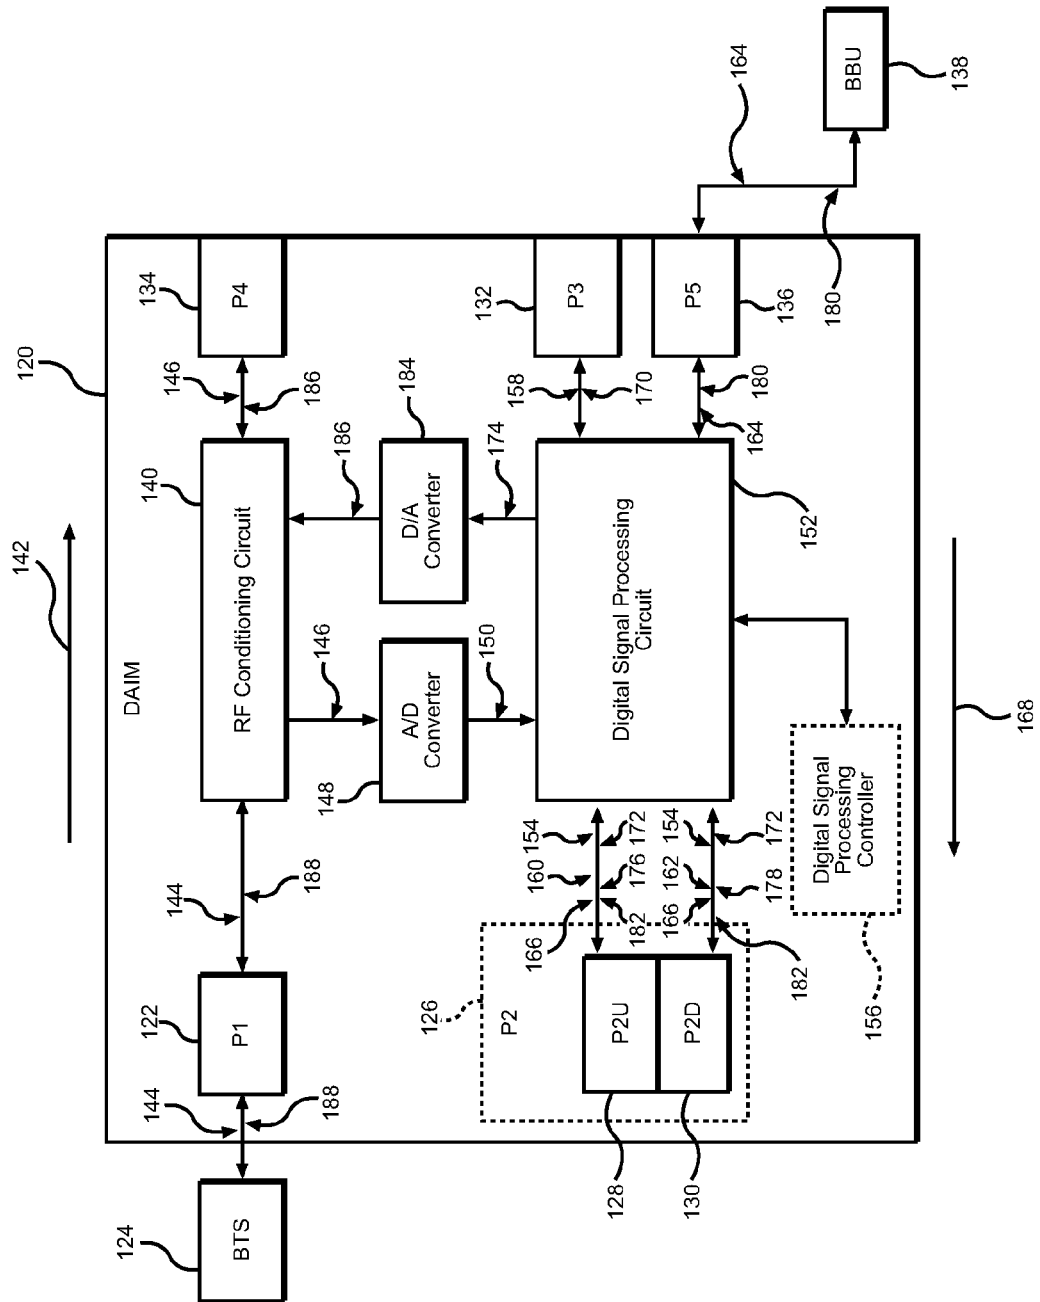 142
120
DAIM
140
134
RF Conditioning Circuit
P4
146
186
144
188
122
P1
144
188
124
BTS
146
186
148
A/D
Converter
184
D/A
Converter
150
174
126
P2
P2U
P2D
128
130
166
160
154
182
176
172
166
162
154
182
178
172
Digital Signal Processing
Circuit
152
158
170
132
P3
164
180
P5
136
164
180
BBU
138
Digital Signal
Processing
Controller
156
168